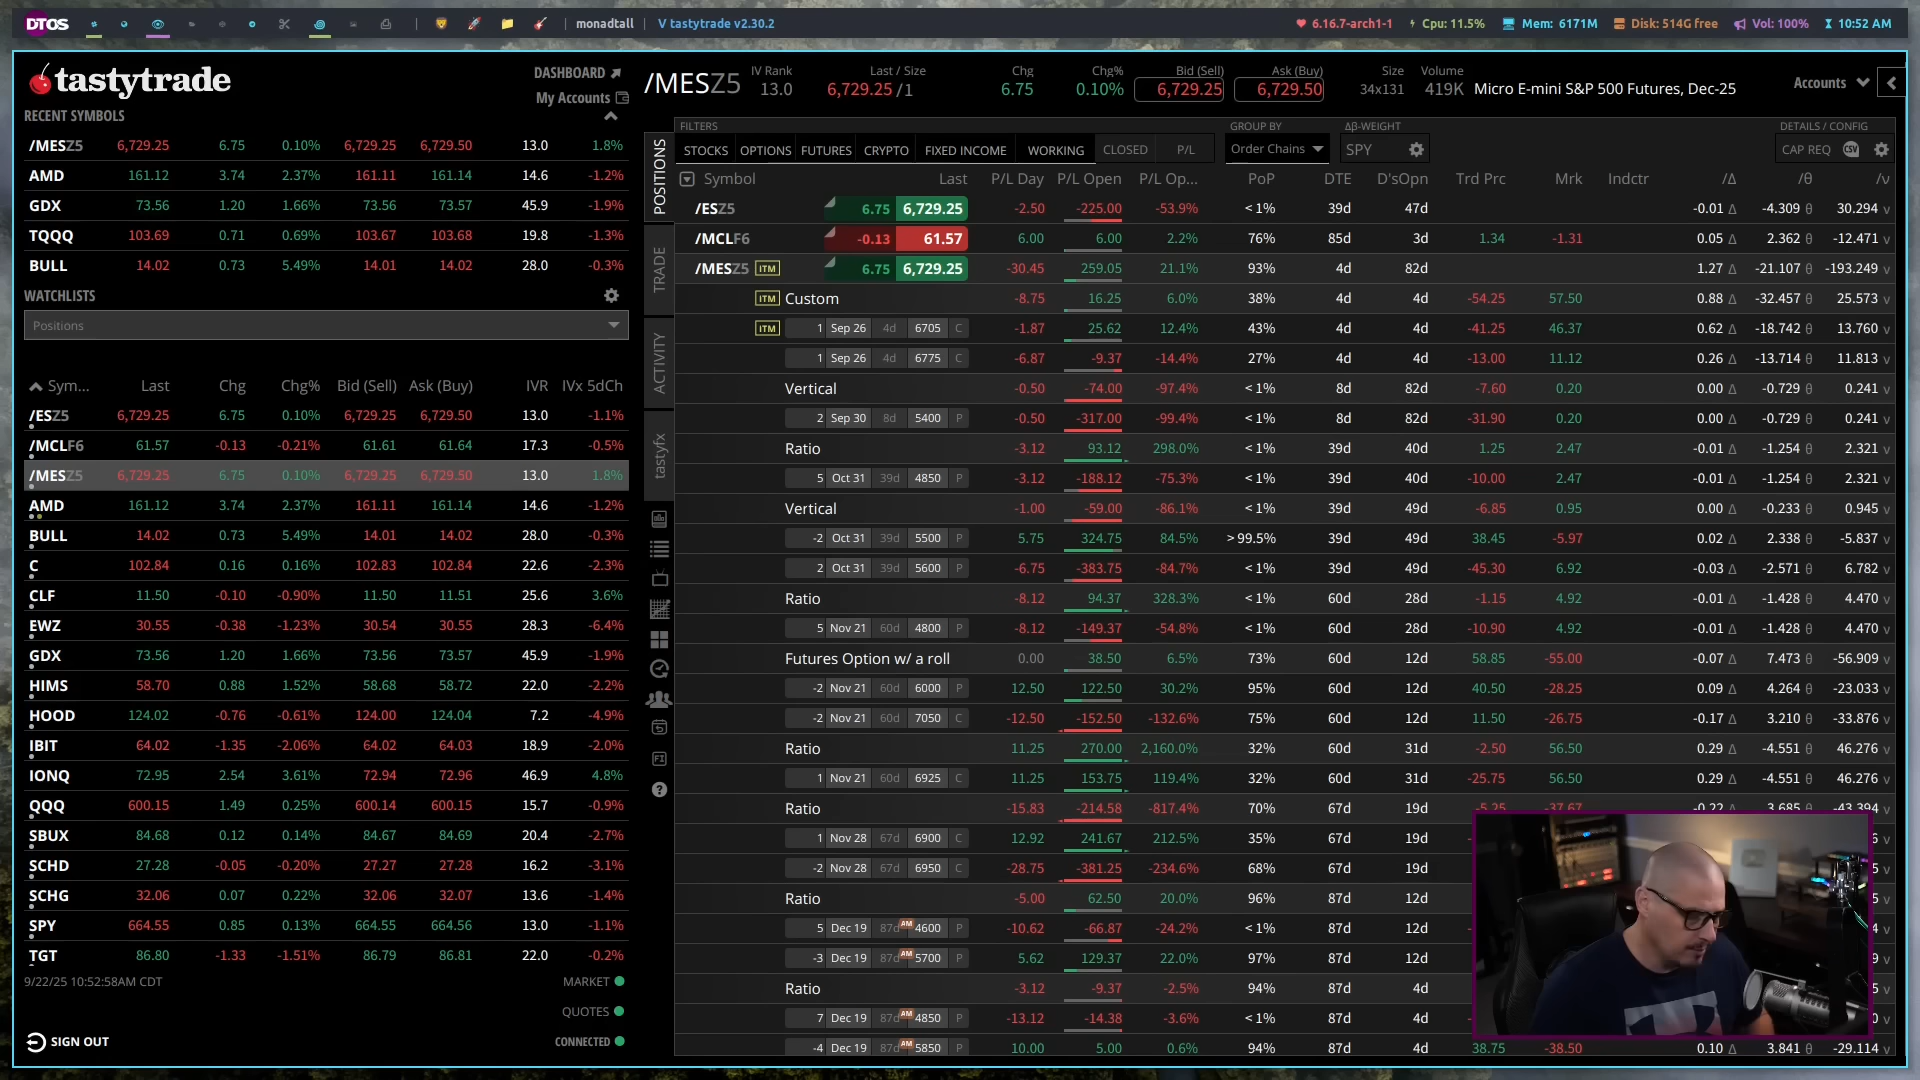 DTOS | monadtall | V tastytrade v2.30.2 6.16.7-arch1-1 Cpu: 11.5% Mem: 6171M Disk: 514G free Vol: 100% 10:52 AM
tastytrade
DASHBOARD
My Accounts
RECENT SYMBOLS
/MESZ5 6,729.25 6.75 0.10% 6,729.25 6,729.50 13.0 1.8%
AMD 161.12 3.74 2.37% 161.11 161.14 14.6 -1.2%
GDX 73.56 1.20 1.66% 73.56 73.57 45.9 -1.9%
TQQQ 103.69 0.71 0.69% 103.67 103.68 19.8 -1.3%
BULL 14.02 0.73 5.49% 14.01 14.02 28.0 -0.3%
WATCHLISTS
Positions
Sym... Last Chg Chg% Bid (Sell) Ask (Buy) IVR IVx 5dCh
/ESZ5 6,729.25 6.75 0.10% 6,729.25 6,729.50 13.0 -1.1%
/MCLF6 61.57 -0.13 -0.21% 61.61 61.64 17.3 -0.5%
/MESZ5 6,729.25 6.75 0.10% 6,729.25 6,729.50 13.0 1.8%
AMD 161.12 3.74 2.37% 161.11 161.14 14.6 -1.2%
BULL 14.02 0.73 5.49% 14.01 14.02 28.0 -0.3%
C 102.84 0.16 0.16% 102.83 102.84 22.6 -2.3%
CLF 11.50 -0.10 -0.90% 11.50 11.51 25.6 3.6%
EWZ 30.55 -0.38 -1.23% 30.54 30.55 28.3 -6.4%
GDX 73.56 1.20 1.66% 73.56 73.57 45.9 -1.9%
HIMS 58.70 0.88 1.52% 58.68 58.72 22.0 -2.2%
HOOD 124.02 -0.76 -0.61% 124.00 124.04 7.2 -4.9%
IBIT 64.02 -1.35 -2.06% 64.02 64.03 18.9 -2.0%
IONQ 72.95 2.54 3.61% 72.94 72.96 46.9 4.8%
QQQ 600.15 1.49 0.25% 600.14 600.15 15.7 -0.9%
SBUX 84.68 0.12 0.14% 84.67 84.69 20.4 -2.7%
SCHD 27.28 -0.05 -0.20% 27.27 27.28 16.2 -3.1%
SCHG 32.06 0.07 0.22% 32.06 32.07 13.6 -1.4%
SPY 664.55 0.85 0.13% 664.55 664.56 13.0 -1.1%
TGT 86.80 -1.33 -1.51% 86.79 86.81 22.0 -0.2%
9/22/25 10:52:58AM CDT MARKET
QUOTES
SIGN OUT CONNECTED
/MESZ5 IV Rank 13.0 Last / Size 6,729.25 /1 Chg 6.75 Chg% 0.10% Bid (Sell) 6,729.25 Ask (Buy) 6,729.50 Size 34x131 Volume 419K Micro E-mini S&P 500 Futures, Dec-25 Accounts
POSITIONS
TRADE
ACTIVITY
tastyfx
FI
FILTERS GROUP BY Δβ-WEIGHT DETAILS / CONFIG
STOCKS OPTIONS FUTURES CRYPTO FIXED INCOME WORKING CLOSED P/L Order Chains SPY CAP REQ CSV
Symbol Last P/L Day P/L Open P/L Op... PoP DTE D'sOpn Trd Prc Mrk Indctr /Δ /θ /ν
/ESZ5 6.75 6,729.25 -2.50 -225.00 -53.9% < 1% 39d 47d -0.01 Δ -4.309 θ 30.294 ν
/MCLF6 -0.13 61.57 6.00 6.00 2.2% 76% 85d 3d 1.34 -1.31 0.05 Δ 2.362 θ -12.471 ν
/MESZ5 ITM 6.75 6,729.25 -30.45 259.05 21.1% 93% 4d 82d 1.27 Δ -21.107 θ -193.249 ν
ITM Custom -8.75 16.25 6.0% 38% 4d 4d -54.25 57.50 0.88 Δ -32.457 θ 25.573 ν
ITM 1 Sep 26 4d 6705 C -1.87 25.62 12.4% 43% 4d 4d -41.25 46.37 0.62 Δ -18.742 θ 13.760 ν
1 Sep 26 4d 6775 C -6.87 -9.37 -14.4% 27% 4d 4d -13.00 11.12 0.26 Δ -13.714 θ 11.813 ν
Vertical -0.50 -74.00 -97.4% < 1% 8d 82d -7.60 0.20 0.00 Δ -0.729 θ 0.241 ν
2 Sep 30 8d 5400 P -0.50 -317.00 -99.4% < 1% 8d 82d -31.90 0.20 0.00 Δ -0.729 θ 0.241 ν
Ratio -3.12 93.12 298.0% < 1% 39d 40d 1.25 2.47 -0.01 Δ -1.254 θ 2.321 ν
5 Oct 31 39d 4850 P -3.12 -188.12 -75.3% < 1% 39d 40d -10.00 2.47 -0.01 Δ -1.254 θ 2.321 ν
Vertical -1.00 -59.00 -86.1% < 1% 39d 49d -6.85 0.95 0.00 Δ -0.233 θ 0.945 ν
-2 Oct 31 39d 5500 P 5.75 324.75 84.5% > 99.5% 39d 49d 38.45 -5.97 0.02 Δ 2.338 θ -5.837 ν
2 Oct 31 39d 5600 P -6.75 -383.75 -84.7% < 1% 39d 49d -45.30 6.92 -0.03 Δ -2.571 θ 6.782 ν
Ratio -8.12 94.37 328.3% < 1% 60d 28d -1.15 4.92 -0.01 Δ -1.428 θ 4.470 ν
5 Nov 21 60d 4800 P -8.12 -149.37 -54.8% < 1% 60d 28d -10.90 4.92 -0.01 Δ -1.428 θ 4.470 ν
Futures Option w/ a roll 0.00 38.50 6.5% 73% 60d 12d 58.85 -55.00 -0.07 Δ 7.473 θ -56.909 ν
-2 Nov 21 60d 6000 P 12.50 122.50 30.2% 95% 60d 12d 40.50 -28.25 0.09 Δ 4.264 θ -23.033 ν
-2 Nov 21 60d 7050 C -12.50 -152.50 -132.6% 75% 60d 12d 11.50 -26.75 -0.17 Δ 3.210 θ -33.876 ν
Ratio 11.25 270.00 2,160.0% 32% 60d 31d -2.50 56.50 0.29 Δ -4.551 θ 46.276 ν
1 Nov 21 60d 6925 C 11.25 153.75 119.4% 32% 60d 31d -25.75 56.50 0.29 Δ -4.551 θ 46.276 ν
Ratio -15.83 -214.58 -817.4% 70% 67d 19d -5.25 -37.67 -0.22 3.685 -43.394
1 Nov 28 67d 6900 C 12.92 241.67 212.5% 35% 67d 19d
-2 Nov 28 67d 6950 C -28.75 -381.25 -234.6% 68% 67d 19d
Ratio -5.00 62.50 20.0% 96% 87d 12d
5 Dec 19 87d AM 4600 P -10.62 -66.87 -24.2% < 1% 87d 12d
-3 Dec 19 87d AM 5700 P 5.62 129.37 22.0% 97% 87d 12d
Ratio -3.12 -9.37 -2.5% 94% 87d 4d
7 Dec 19 87d AM 4850 P -13.12 -14.38 -3.6% < 1% 87d 4d
-4 Dec 19 87d AM 5850 P 10.00 5.00 0.6% 94% 87d 4d 38.75 -38.50 0.10 Δ 3.841 θ -29.114 ν